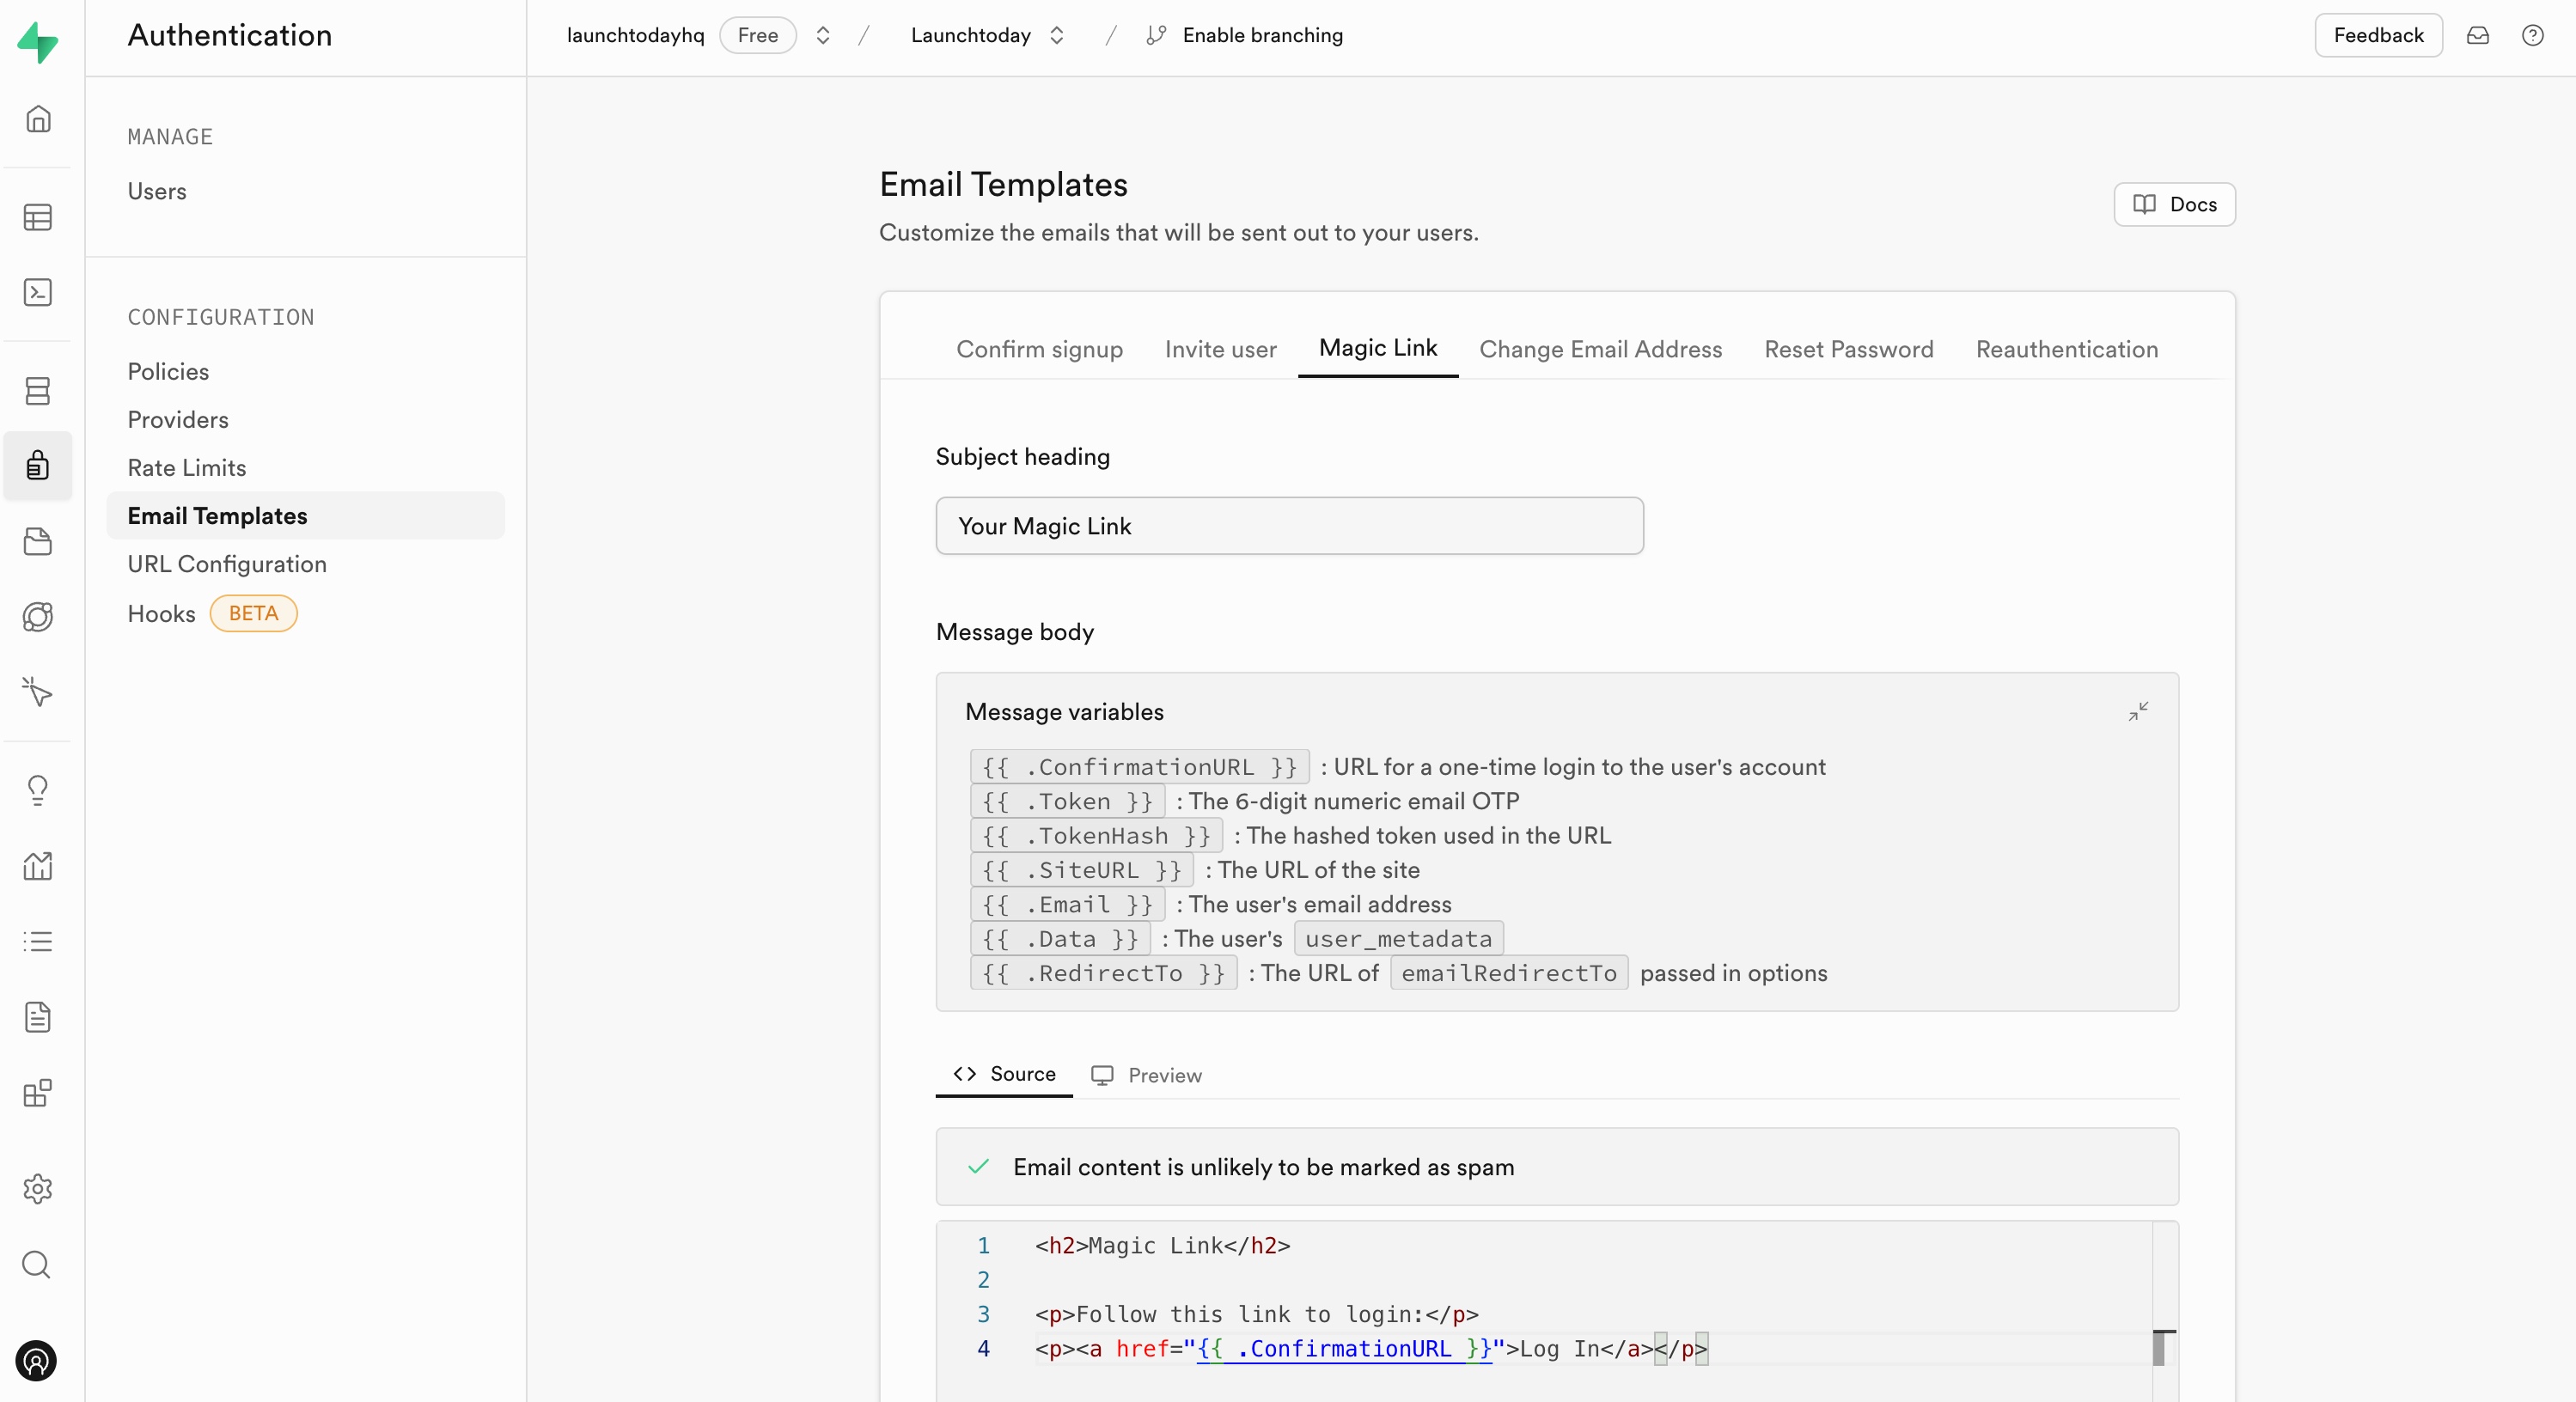 Authentication
launchtodayhq Free / Launchtoday / Enable branching
Feedback
MANAGE
Users
CONFIGURATION
Policies
Providers
Rate Limits
Email Templates
URL Configuration
Hooks BETA
Email Templates
Customize the emails that will be sent out to your users.
Docs
Confirm signup Invite user Magic Link Change Email Address Reset Password Reauthentication
Subject heading
Your Magic Link
Message body
Message variables
{{ .ConfirmationURL }} : URL for a one-time login to the user's account
{{ .Token }} : The 6-digit numeric email OTP
{{ .TokenHash }} : The hashed token used in the URL
{{ .SiteURL }} : The URL of the site
{{ .Email }} : The user's email address
{{ .Data }} : The user's user_metadata
{{ .RedirectTo }} : The URL of emailRedirectTo passed in options
Source Preview
Email content is unlikely to be marked as spam
1 <h2>Magic Link</h2>
2
3 <p>Follow this link to login:</p>
4 <p><a href="{{ .ConfirmationURL }}">Log In</a></p>